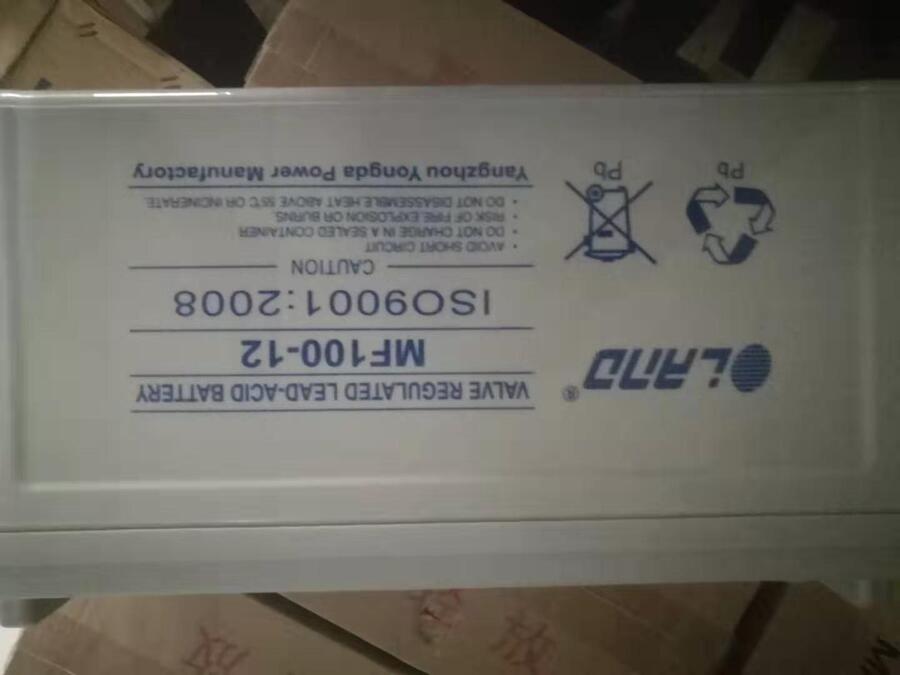 iLAND®
VALVE REGULATED LEAD-ACID BATTERY
MF100-12
ISO9001:2008
CAUTION
• AVOID SHORT CIRCUIT
• DO NOT CHARGE IN A SEALED CONTAINER
• RISK OF FIRE,EXPLOSION OR BURNS.
• DO NOT DISASSEMBLE.HEAT ABOVE 55°C OR INCINERATE.
Yangzhou Yongda Power Manufactory
Pb
Pb